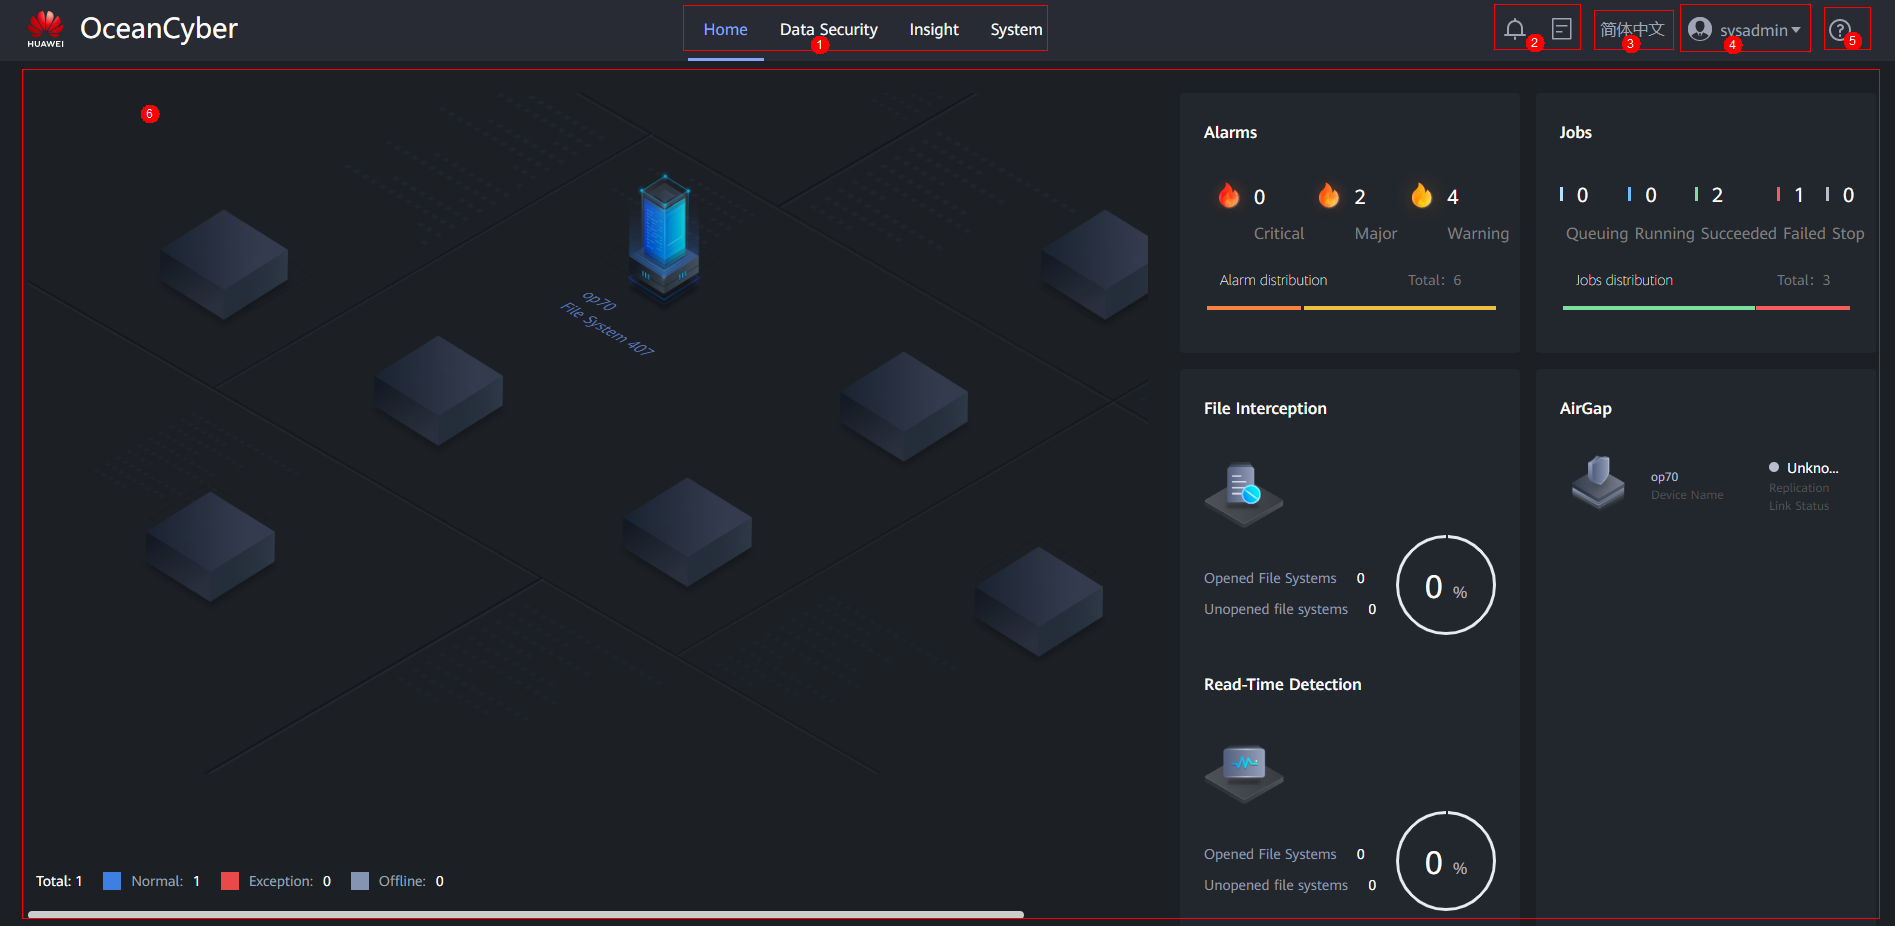 HUAWEI
OceanCyber
Home Data Security Insight System
1
2
简体中文
3
sysadmin
4
?
5
6
op70
File System 407
Total: 1 Normal: 1 Exception: 0 Offline: 0
Alarms
0 2 4
Critical Major Warning
Alarm distribution Total: 6
Jobs
0 0 2 1 0
Queuing Running Succeeded Failed Stop
Jobs distribution Total: 3
File Interception
Opened File Systems 0
Unopened file systems 0
0 %
Read-Time Detection
Opened File Systems 0
Unopened file systems 0
0 %
AirGap
op70
Device Name
Unkno...
Replication
Link Status